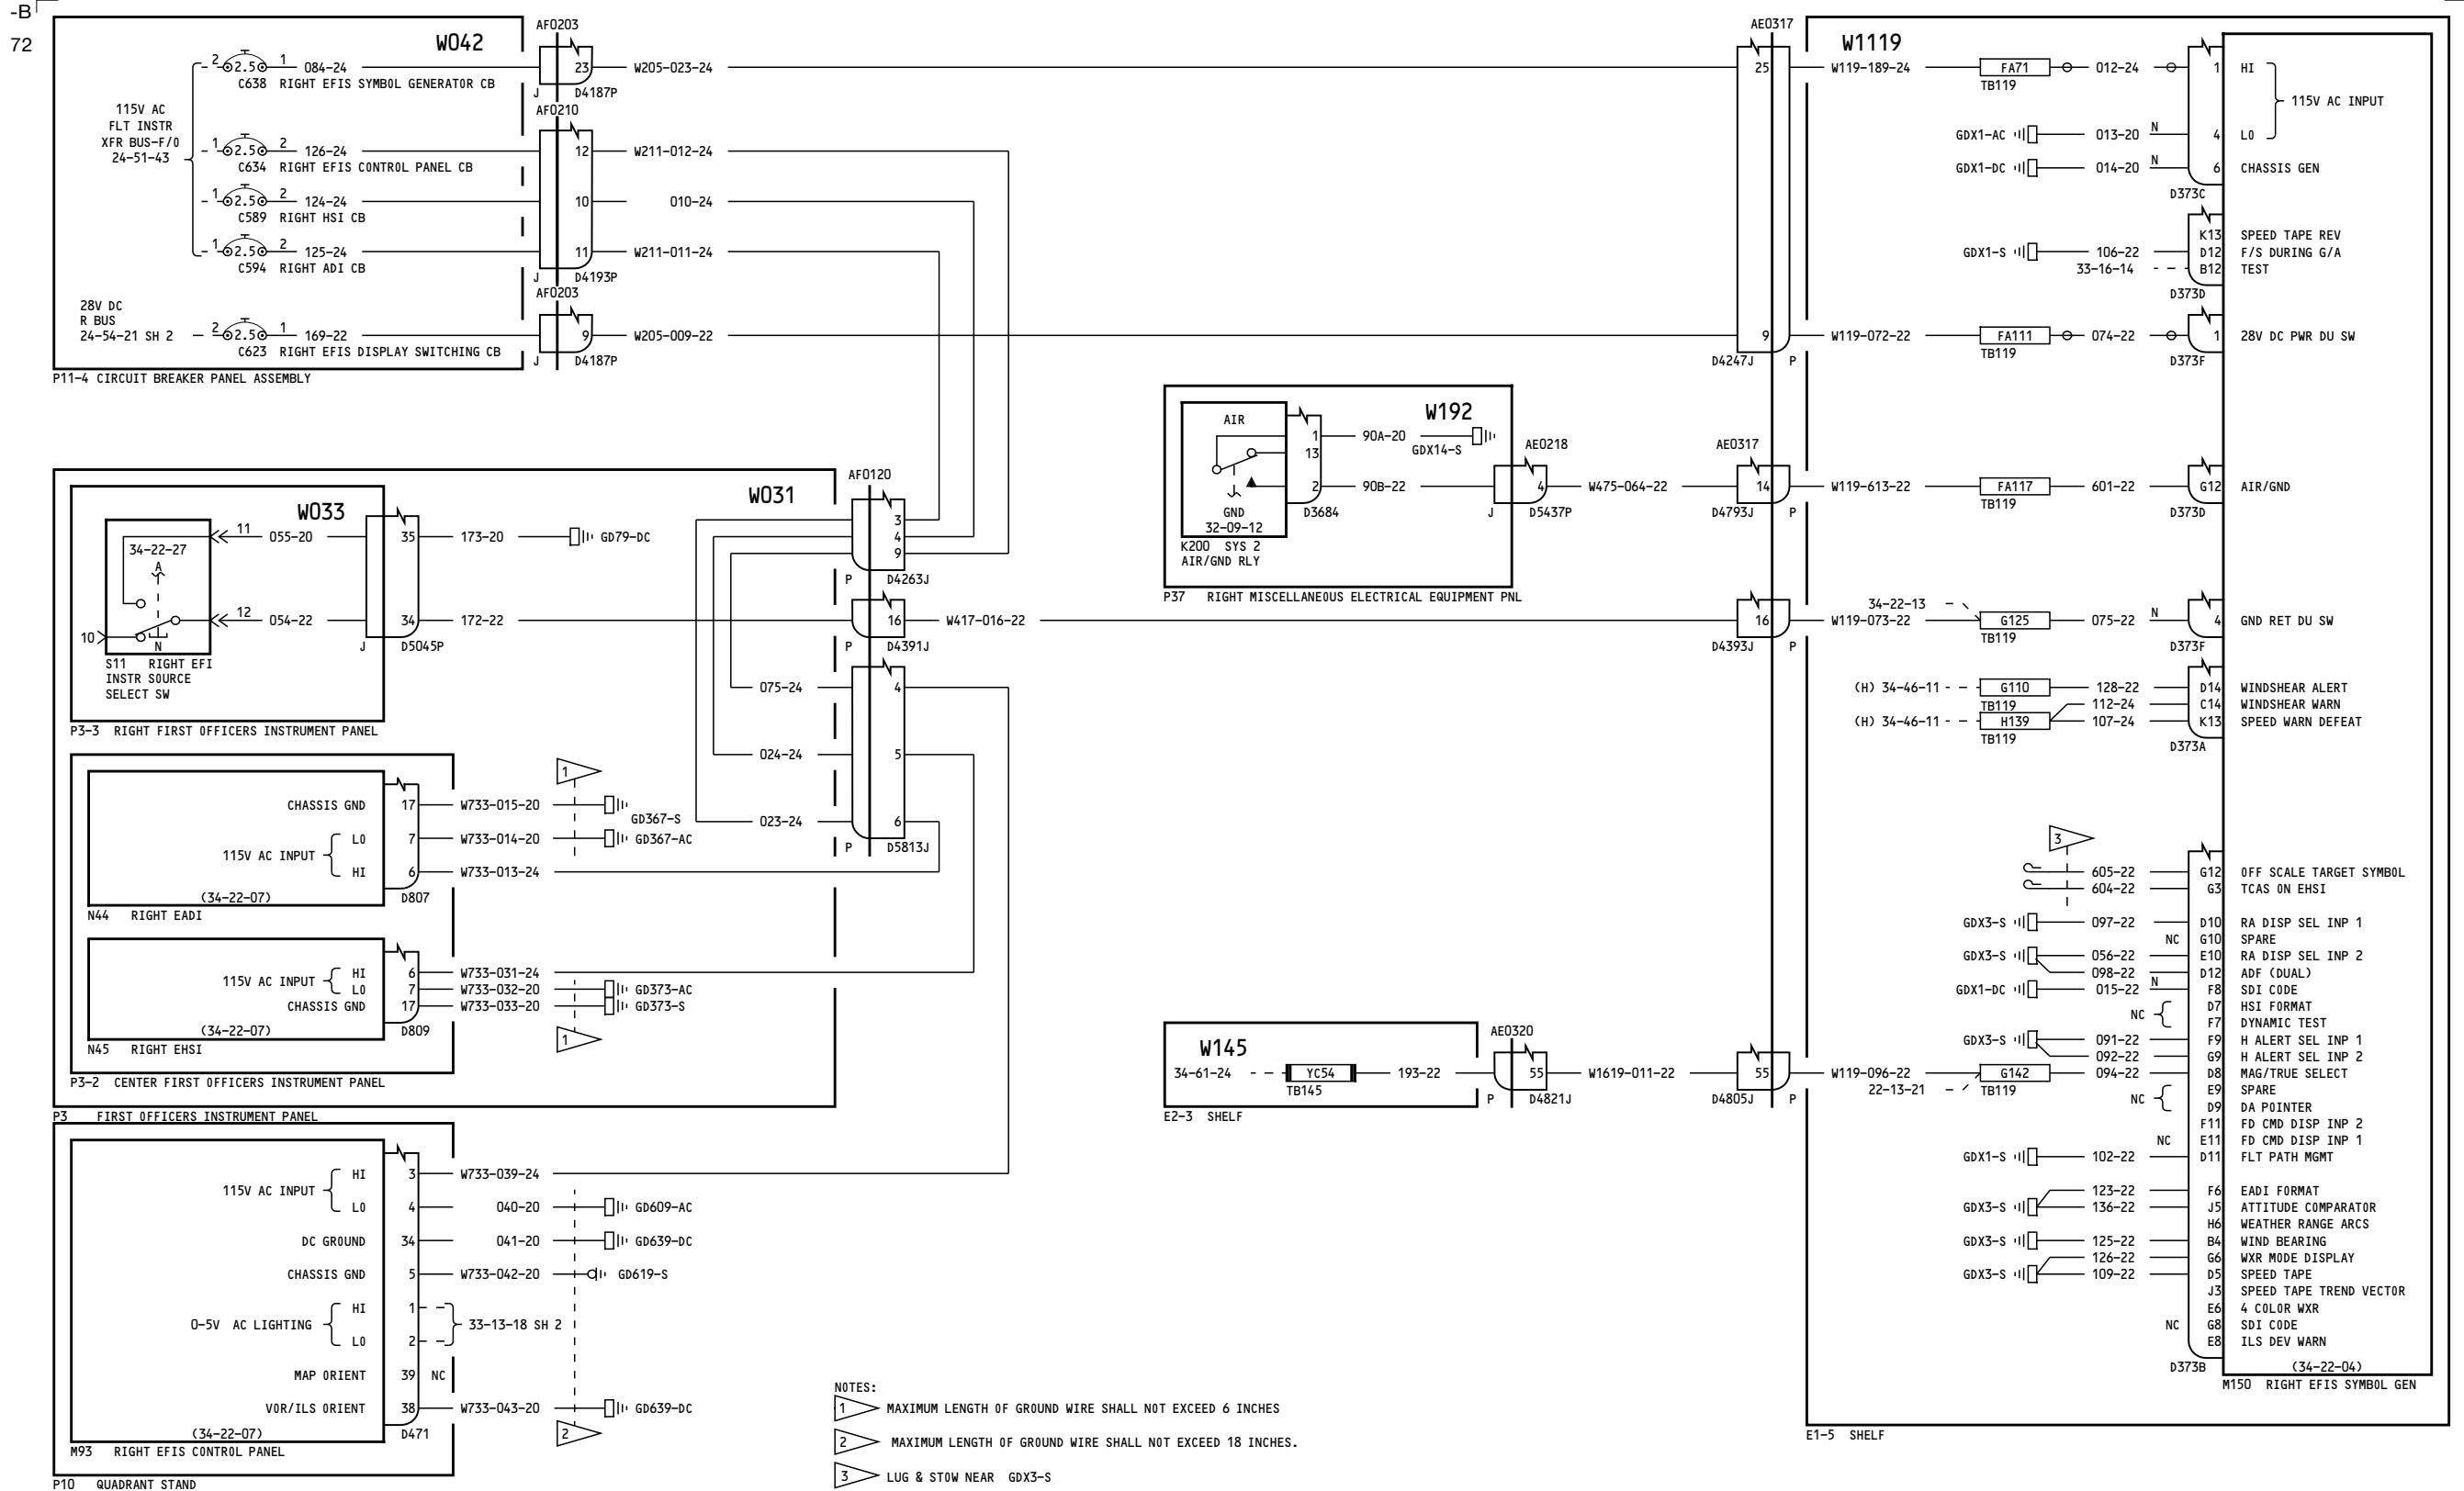 -B
72
W042
AF0203
2 2.5 1 084-24
23
W205-023-24
C638 RIGHT EFIS SYMBOL GENERATOR CB
J D4187P
AF0210
115V AC
FLT INSTR
XFR BUS-F/O
24-51-43
1 2.5 2 126-24
12
W211-012-24
C634 RIGHT EFIS CONTROL PANEL CB
1 2.5 2 124-24
10
010-24
C589 RIGHT HSI CB
1 2.5 2 125-24
11
W211-011-24
C594 RIGHT ADI CB
J D4193P
AF0203
28V DC
R BUS
24-54-21 SH 2
2 2.5 1 169-22
9
W205-009-22
C623 RIGHT EFIS DISPLAY SWITCHING CB
J D4187P
P11-4 CIRCUIT BREAKER PANEL ASSEMBLY
AE0317
25
9
D4247J P
W1119
W119-189-24
FA71
TB119
012-24
1 HI
115V AC INPUT
GDX1-AC
013-20 N
4 LO
GDX1-DC
014-20 N
6 CHASSIS GEN
D373C
K13 SPEED TAPE REV
GDX1-S
106-22
D12 F/S DURING G/A
33-16-14
B12 TEST
D373D
W119-072-22
FA111
TB119
074-22
1 28V DC PWR DU SW
D373F
W192
AIR
1 90A-20
GDX14-S
13
2 90B-22
GND
32-09-12
D3684
K200 SYS 2
AIR/GND RLY
P37 RIGHT MISCELLANEOUS ELECTRICAL EQUIPMENT PNL
AE0218
4
J D5437P
W475-064-22
AE0317
14
D4793J P
W119-613-22
FA117
TB119
601-22
G12 AIR/GND
D373D
W031
W033
34-22-27
A
11 055-20
35 173-20
GD79-DC
12 054-22
34 172-22
10
N
J D5045P
S11 RIGHT EFI
INSTR SOURCE
SELECT SW
P3-3 RIGHT FIRST OFFICERS INSTRUMENT PANEL
AF0120
3
4
9
P D4263J
16
W417-016-22
P D4391J
075-24 4
024-24 5
023-24 6
P D5813J
16
D4393J P
34-22-13
W119-073-22
G125
TB119
075-22 N
4 GND RET DU SW
D373F
(H) 34-46-11
G110
TB119
128-22
D14 WINDSHEAR ALERT
112-24
C14 WINDSHEAR WARN
(H) 34-46-11
H139
TB119
107-24
K13 SPEED WARN DEFEAT
D373A
1
CHASSIS GND 17 W733-015-20
GD367-S
LO 7 W733-014-20
GD367-AC
115V AC INPUT
HI 6 W733-013-24
(34-22-07)
D807
N44 RIGHT EADI
HI 6 W733-031-24
115V AC INPUT
LO 7 W733-032-20
GD373-AC
CHASSIS GND 17 W733-033-20
GD373-S
(34-22-07)
D809
1
N45 RIGHT EHSI
P3-2 CENTER FIRST OFFICERS INSTRUMENT PANEL
P3 FIRST OFFICERS INSTRUMENT PANEL
HI 3 W733-039-24
115V AC INPUT
LO 4 040-20
GD609-AC
DC GROUND 34 041-20
GD639-DC
CHASSIS GND 5 W733-042-20
GD619-S
HI 1
0-5V AC LIGHTING
33-13-18 SH 2
LO 2
MAP ORIENT 39 NC
VOR/ILS ORIENT 38 W733-043-20
GD639-DC
(34-22-07)
D471
2
M93 RIGHT EFIS CONTROL PANEL
P10 QUADRANT STAND
W145
34-61-24
YC54
TB145
193-22
E2-3 SHELF
AE0320
55
P D4821J
W1619-011-22
55
D4805J P
3
605-22 G12 OFF SCALE TARGET SYMBOL
604-22 G3 TCAS ON EHSI
GDX3-S 097-22 D10 RA DISP SEL INP 1
NC G10 SPARE
GDX3-S 056-22 E10 RA DISP SEL INP 2
098-22 D12 ADF (DUAL)
GDX1-DC 015-22 N F8 SDI CODE
NC
D7 HSI FORMAT
F7 DYNAMIC TEST
GDX3-S 091-22 F9 H ALERT SEL INP 1
092-22 G9 H ALERT SEL INP 2
W119-096-22
22-13-21
G142
TB119
094-22 D8 MAG/TRUE SELECT
NC
E9 SPARE
D9 DA POINTER
F11 FD CMD DISP INP 2
NC E11 FD CMD DISP INP 1
GDX1-S 102-22 D11 FLT PATH MGMT
123-22 F6 EADI FORMAT
GDX3-S 136-22 J5 ATTITUDE COMPARATOR
H6 WEATHER RANGE ARCS
GDX3-S 125-22 B4 WIND BEARING
126-22 G6 WXR MODE DISPLAY
GDX3-S 109-22 D5 SPEED TAPE
J3 SPEED TAPE TREND VECTOR
E6 4 COLOR WXR
NC G8 SDI CODE
E8 ILS DEV WARN
D373B
(34-22-04)
M150 RIGHT EFIS SYMBOL GEN
E1-5 SHELF
NOTES:
1 MAXIMUM LENGTH OF GROUND WIRE SHALL NOT EXCEED 6 INCHES
2 MAXIMUM LENGTH OF GROUND WIRE SHALL NOT EXCEED 18 INCHES.
3 LUG & STOW NEAR GDX3-S